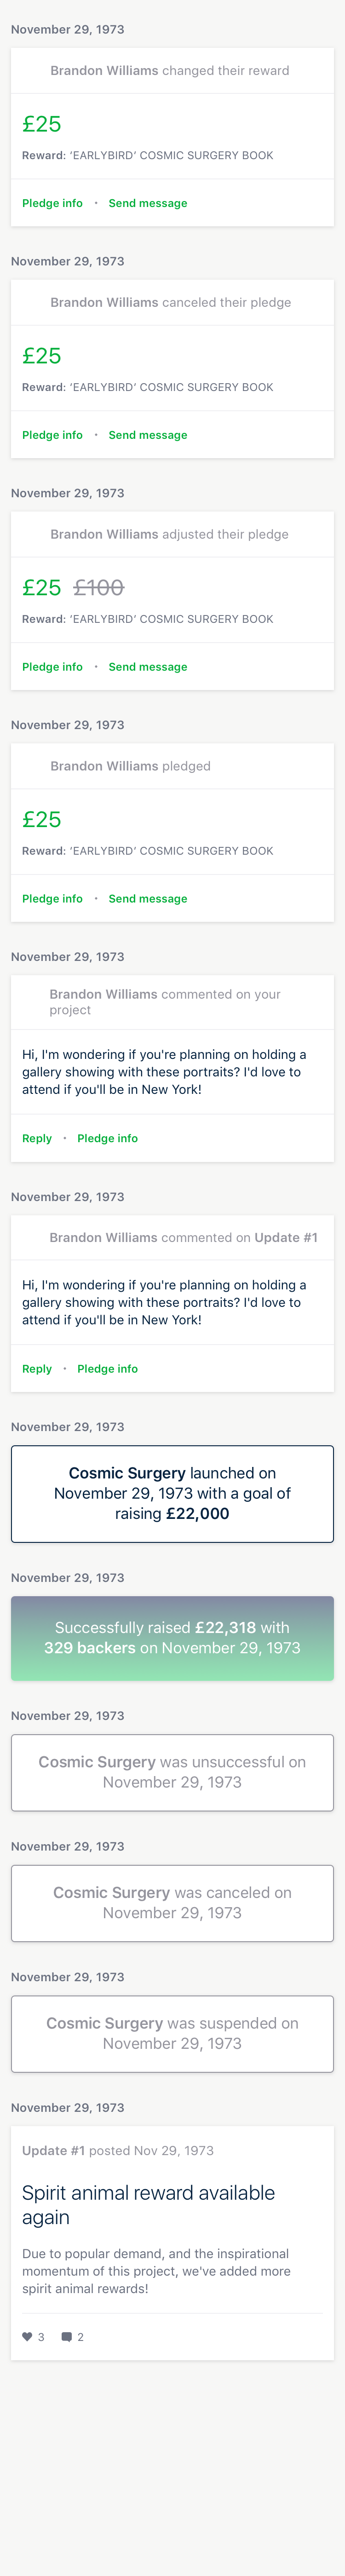 November 29, 1973
Brandon Williams changed their reward
£25
Reward: ‘EARLYBIRD’ COSMIC SURGERY BOOK
Pledge info • Send message
November 29, 1973
Brandon Williams canceled their pledge
£25
Reward: ‘EARLYBIRD’ COSMIC SURGERY BOOK
Pledge info • Send message
November 29, 1973
Brandon Williams adjusted their pledge
£25 £100
Reward: ‘EARLYBIRD’ COSMIC SURGERY BOOK
Pledge info • Send message
November 29, 1973
Brandon Williams pledged
£25
Reward: ‘EARLYBIRD’ COSMIC SURGERY BOOK
Pledge info • Send message
November 29, 1973
Brandon Williams commented on your
project
Hi, I'm wondering if you're planning on holding a
gallery showing with these portraits? I'd love to
attend if you'll be in New York!
Reply • Pledge info
November 29, 1973
Brandon Williams commented on Update #1
Hi, I'm wondering if you're planning on holding a
gallery showing with these portraits? I'd love to
attend if you'll be in New York!
Reply • Pledge info
November 29, 1973
Cosmic Surgery launched on
November 29, 1973 with a goal of
raising £22,000
November 29, 1973
Successfully raised £22,318 with
329 backers on November 29, 1973
November 29, 1973
Cosmic Surgery was unsuccessful on
November 29, 1973
November 29, 1973
Cosmic Surgery was canceled on
November 29, 1973
November 29, 1973
Cosmic Surgery was suspended on
November 29, 1973
November 29, 1973
Update #1 posted Nov 29, 1973
Spirit animal reward available
again
Due to popular demand, and the inspirational
momentum of this project, we've added more
spirit animal rewards!
3 2